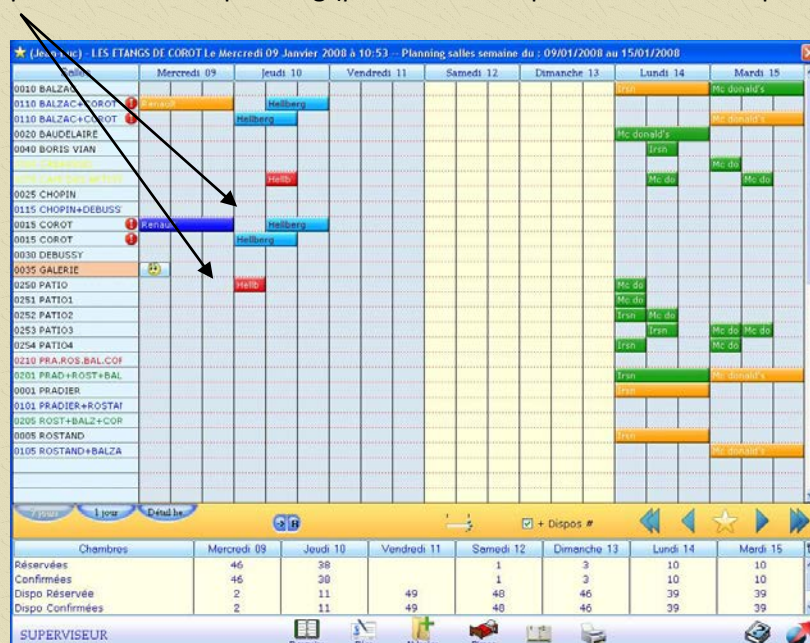 (Jean Luc) - LES ETANGS DE COROT Le Mercredi 09 Janvier 2008 à 10:53 -- Planning salles semaine du : 09/01/2008 au 15/01/2008
Salles Mercredi 09 Jeudi 10 Vendredi 11 Samedi 12 Dimanche 13 Lundi 14 Mardi 15
0010 BALZAC Irsn Mc donald's
0110 BALZAC+COROT Renault Hellberg
0110 BALZAC+COROT Hellberg Mc donald's
0020 BAUDELAIRE Mc donald's
0040 BORIS VIAN Irsn
Mc do
Hellb Mc do Mc do
0025 CHOPIN
0115 CHOPIN+DEBUSS
0015 COROT Renault Hellberg
0015 COROT Hellberg
0030 DEBUSSY
0035 GALERIE
0250 PATIO Hellb Mc do
0251 PATIO1 Mc do
0252 PATIO2 Irsn Mc do
0253 PATIO3 Irsn Mc do Mc do
0254 PATIO4 Irsn Mc do
0210 PRA.ROS.BAL.COR
0201 PRAD+ROST+BAL Irsn Mc donald's
0001 PRADIER Irsn
0101 PRADIER+ROSTAN
0205 ROST+BALZ+COR
0005 ROSTAND Irsn
0105 ROSTAND+BALZA Mc donald's
7 jours 1 jour Détail he. R + Dispos #
Chambres Mercredi 09 Jeudi 10 Vendredi 11 Samedi 12 Dimanche 13 Lundi 14 Mardi 15
Réservées 46 38 1 3 10 10
Confirmées 46 38 1 3 10 10
Dispo Réservée 2 11 49 48 46 39 39
Dispo Confirmées 2 11 49 48 46 39 39
SUPERVISEUR